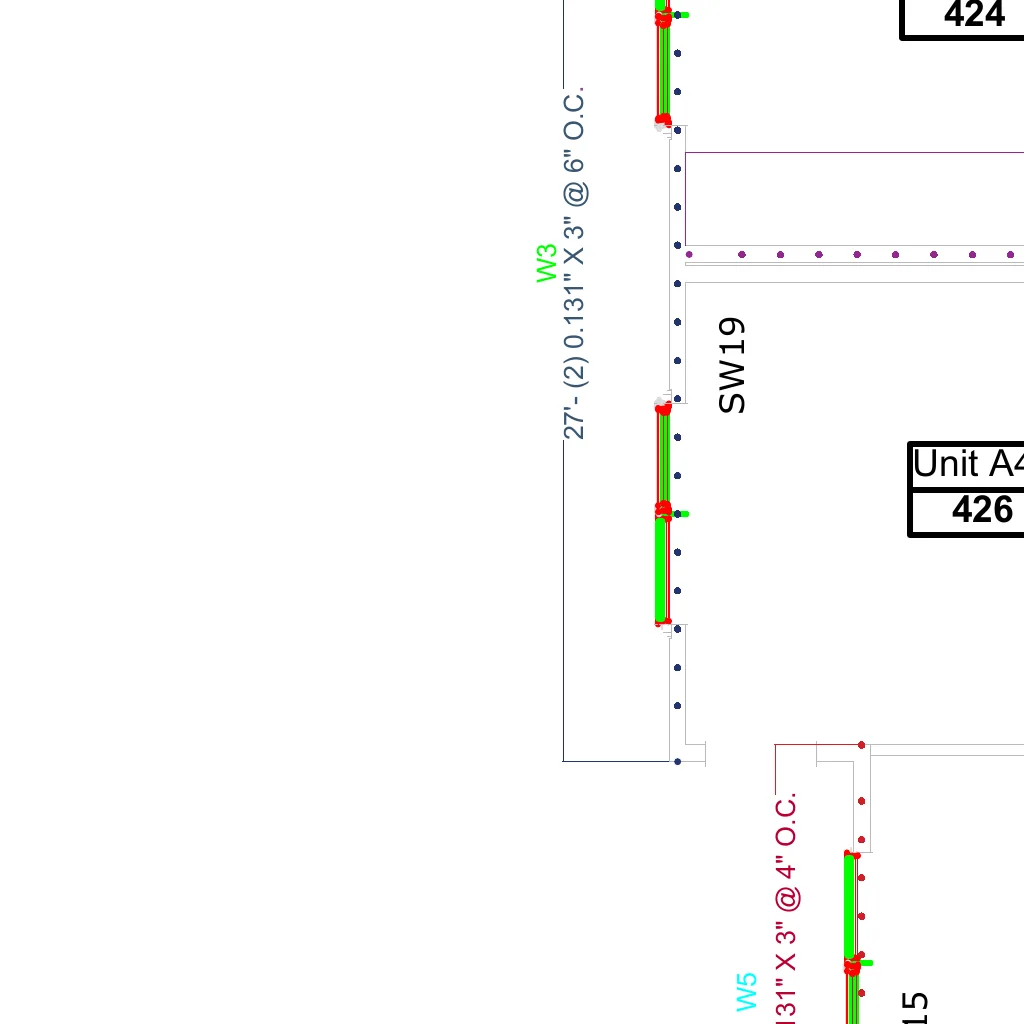 424
W3
27'- (2) 0.131" X 3" @ 6" O.C.
SW19
Unit A4
426
W5
131" X 3" @ 4" O.C.
15